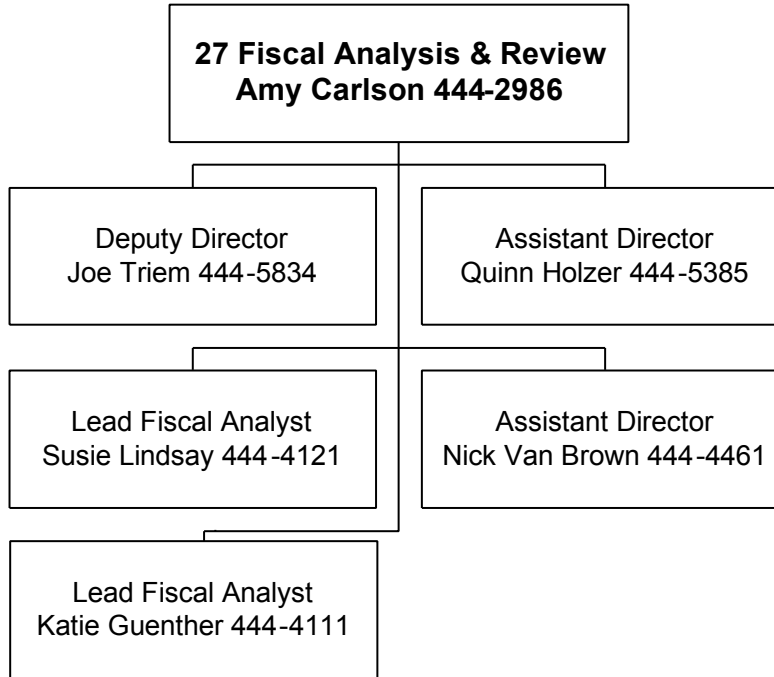 27 Fiscal Analysis & Review
Amy Carlson 444-2986
Deputy Director
Joe Triem 444-5834
Assistant Director
Quinn Holzer 444-5385
Lead Fiscal Analyst
Susie Lindsay 444-4121
Assistant Director
Nick Van Brown 444-4461
Lead Fiscal Analyst
Katie Guenther 444-4111